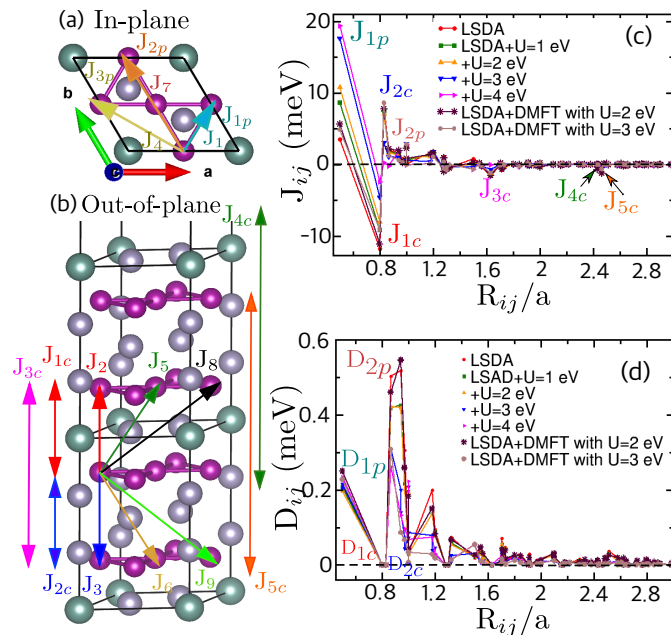 (a) In-plane
J2p
J3p
J7
J1p
b
J4
J1
c
a
(b) Out-of-plane
J4c
J1c
J2
J5
J8
J3c
J2c
J3
J6
J9
J5c
20
10
0
−10
Jij (meV)
J1p
J2c
J2p
J1c
J3c
J4c
J5c
(c)
LSDA
LSDA+U=1 eV
+U=2 eV
+U=3 eV
+U=4 eV
LSDA+DMFT with U=2 eV
LSDA+DMFT with U=3 eV
0.8 1.2 1.6 2 2.4 2.8
Rij/a
0.6
0.4
0.2
0
Dij (meV)
D2p
D1p
D1c
D2c
(d)
LSDA
LSAD+U=1 eV
+U=2 eV
+U=3 eV
+U=4 eV
LSDA+DMFT with U=2 eV
LSDA+DMFT with U=3 eV
0.8 1.2 1.6 2 2.4 2.8
Rij/a